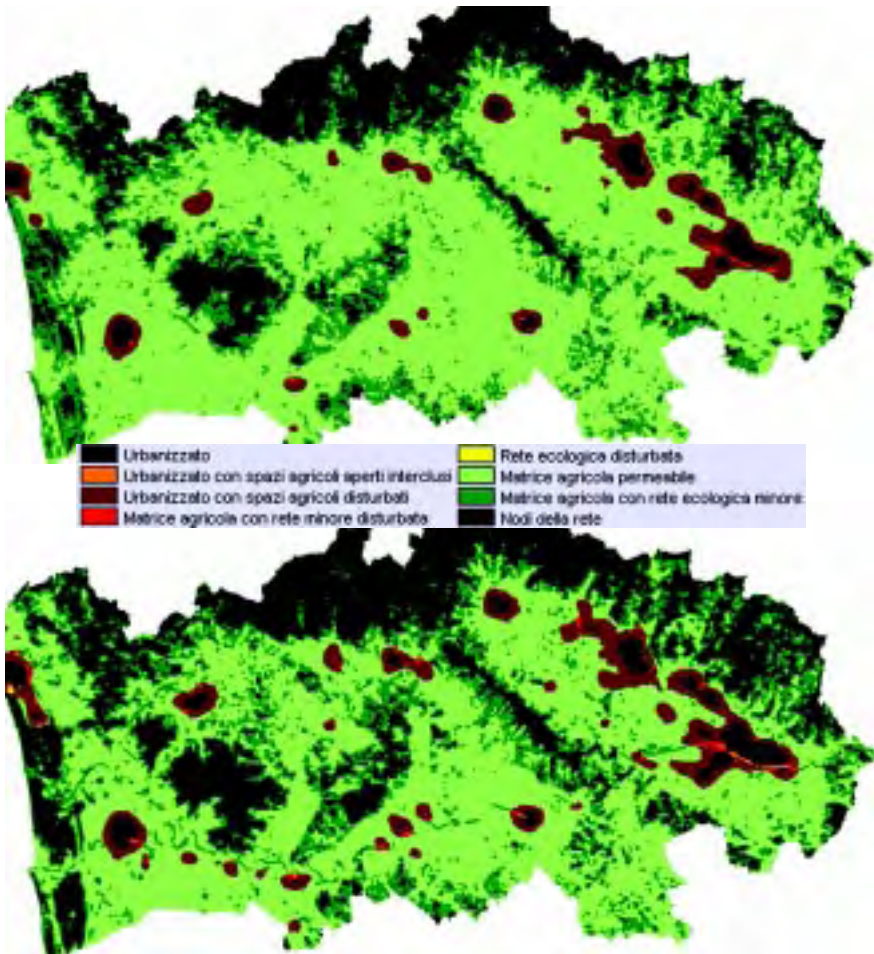 Urbanizzato
Urbanizzato con spazi agricoli aperti interclusi
Urbanizzato con spazi agricoli disturbati
Matrice agricola con rete minore disturbata
Rete ecologica disturbata
Matrice agricola permeabile
Matrice agricola con rete ecologica minore
Nodi della rete